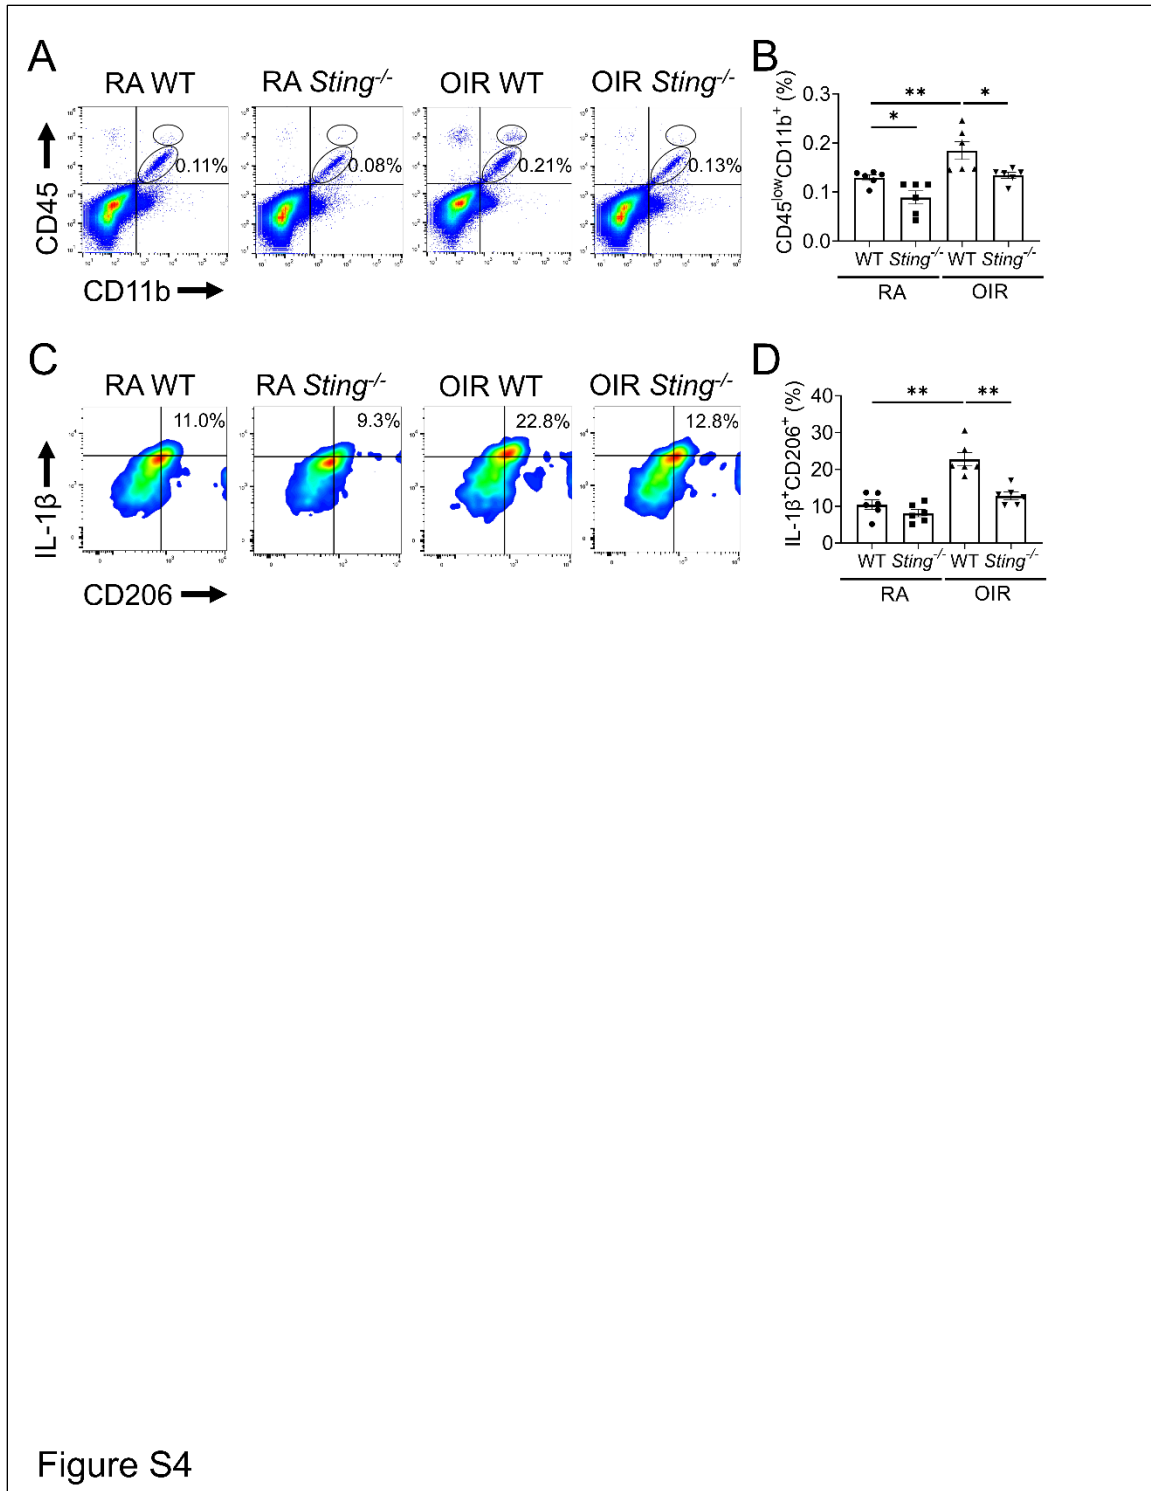 A
RA WT
RA Sting-/-
OIR WT
OIR Sting-/-
0.11%
0.08%
0.21%
0.13%
CD45
CD11b
B
CD45lowCD11b+ (%)
0.3
0.2
0.1
0.0
** *
*
WT Sting-/- WT Sting-/-
RA OIR
C
RA WT
RA Sting-/-
OIR WT
OIR Sting-/-
11.0%
9.3%
22.8%
12.8%
IL-1β
CD206
D
IL-1β+CD206+ (%)
40
30
20
10
0
** **
WT Sting-/- WT Sting-/-
RA OIR
Figure S4